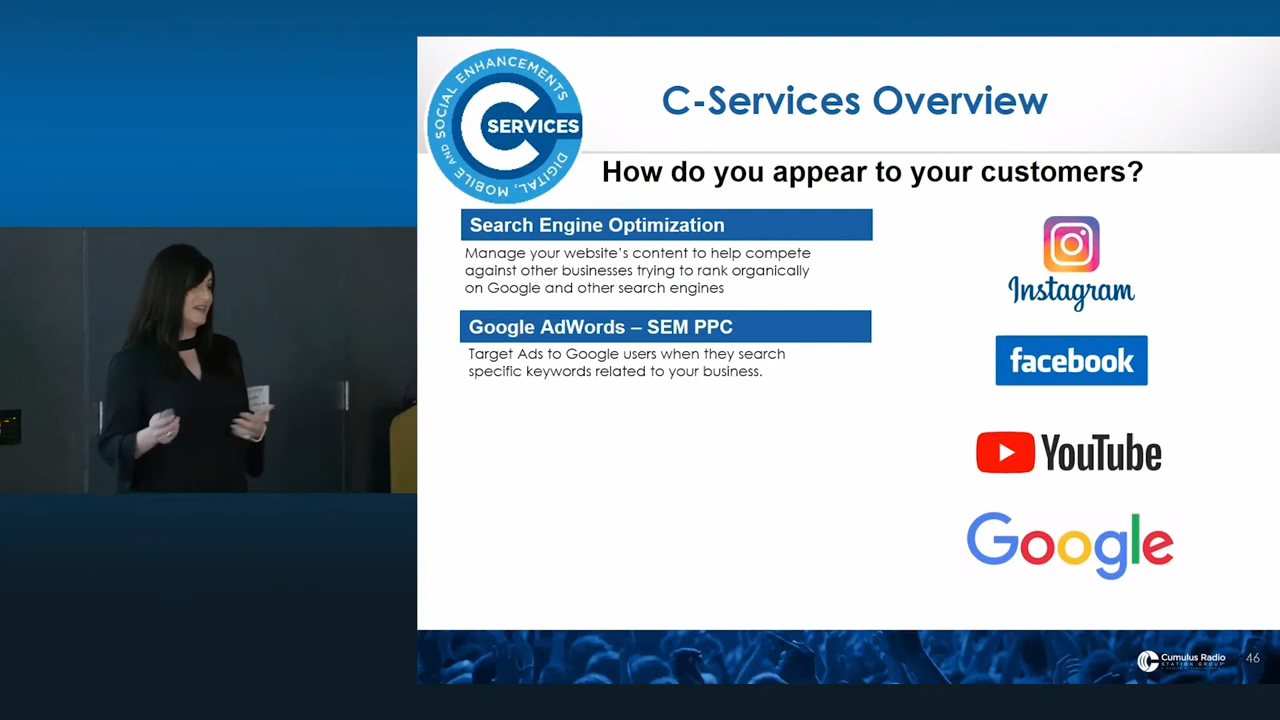 SOCIAL ENHANCEMENTS
DIGITAL, MOBILE AND
C SERVICES
C-Services Overview
How do you appear to your customers?
Search Engine Optimization
Manage your website's content to help compete
against other businesses trying to rank organically
on Google and other search engines
Google AdWords – SEM PPC
Target Ads to Google users when they search
specific keywords related to your business.
Instagram
facebook
YouTube
Google
Cumulus Radio
STATION GROUP
46